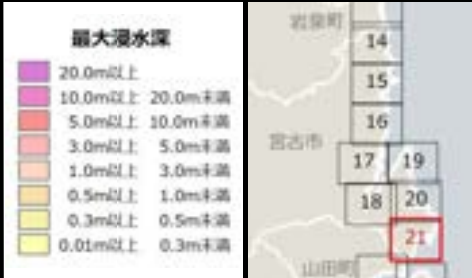 最大浸水深
20.0m以上
10.0m以上 20.0m未満
5.0m以上 10.0m未満
3.0m以上 5.0m未満
1.0m以上 3.0m未満
0.5m以上 1.0m未満
0.3m以上 0.5m未満
0.01m以上 0.3m未満
岩泉町
14
15
16
宮古市
17 19
18 20
21
山田町